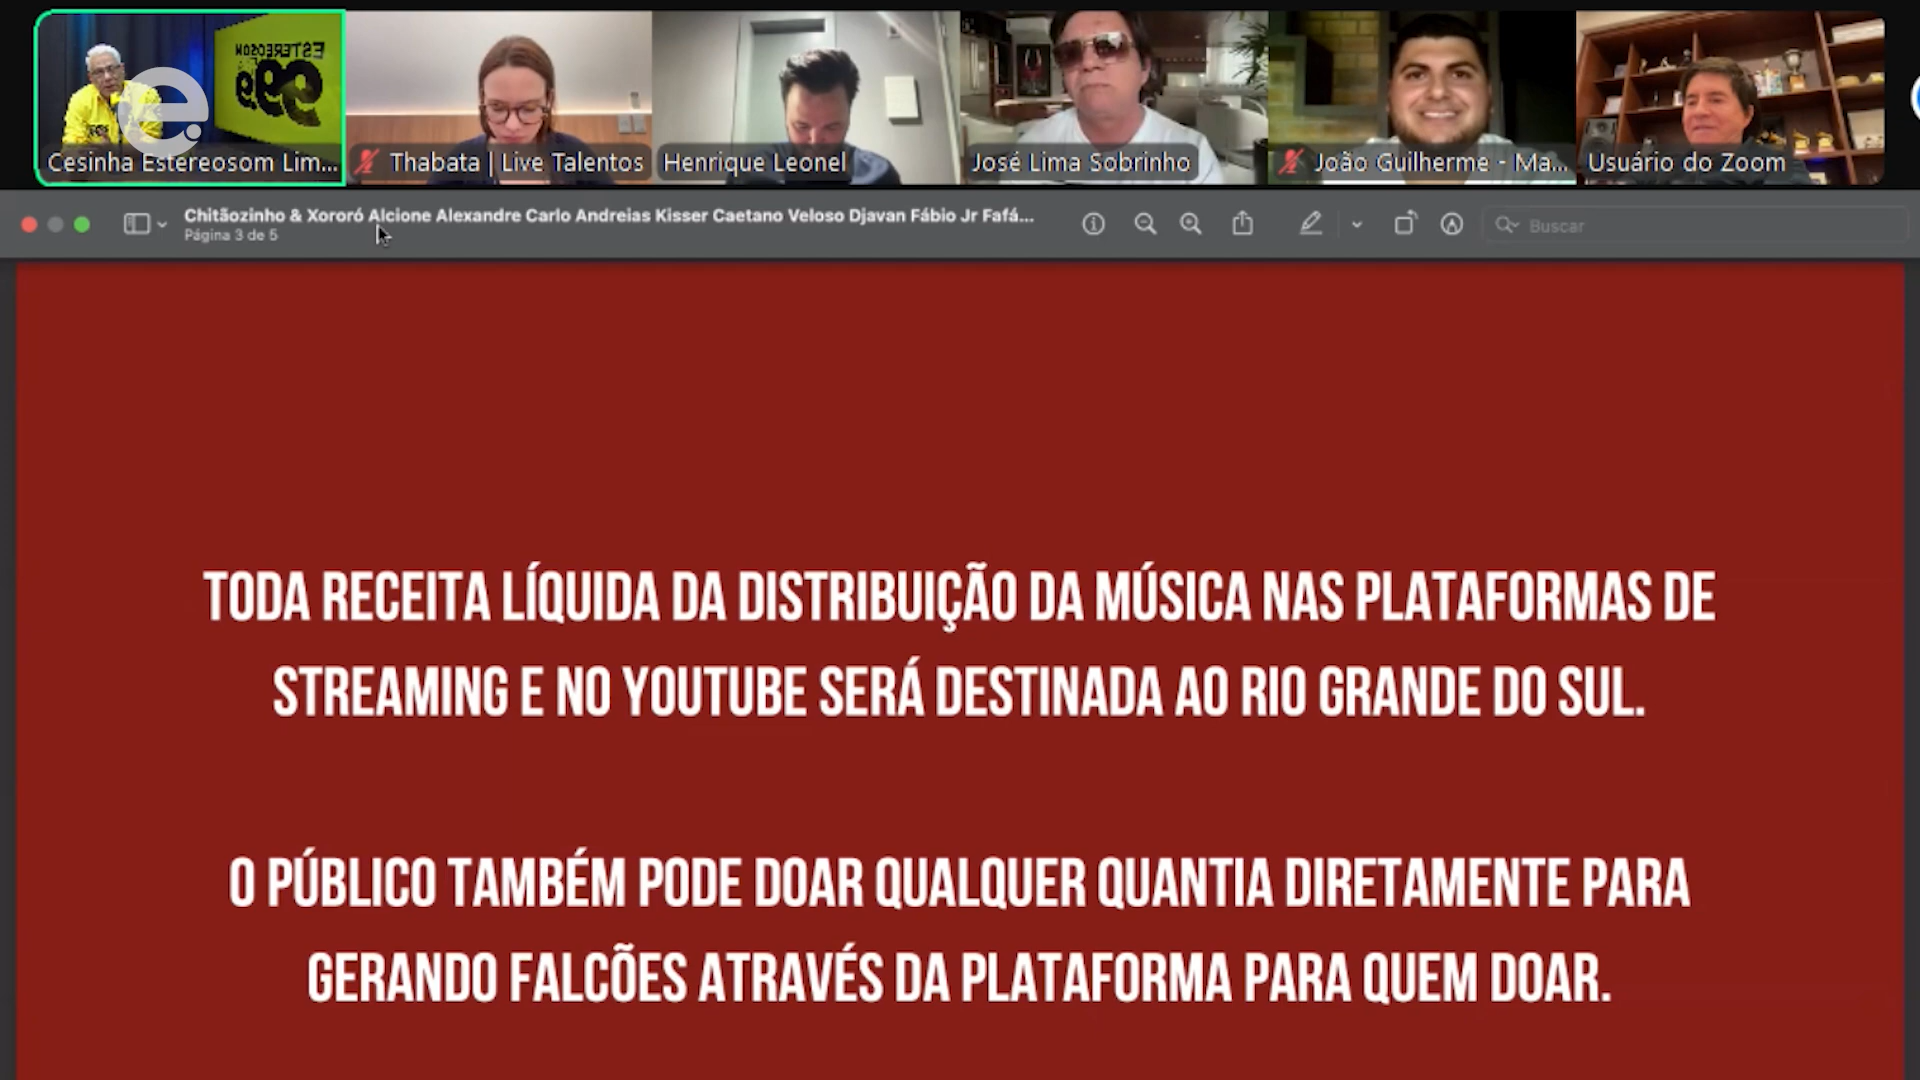 ESTEREOSOM
99,9
e.
Cesinha Estereosom Lim...
Thabata | Live Talentos
Henrique Leonel
José Lima Sobrinho
João Guilherme - Ma...
Usuário do Zoom
Chitãozinho & Xororó Alcione Alexandre Carlo Andreias Kisser Caetano Veloso Djavan Fábio Jr Fafá...
Página 3 de 5
Buscar
TODA RECEITA LÍQUIDA DA DISTRIBUIÇÃO DA MÚSICA NAS PLATAFORMAS DE
STREAMING E NO YOUTUBE SERÁ DESTINADA AO RIO GRANDE DO SUL.
O PÚBLICO TAMBÉM PODE DOAR QUALQUER QUANTIA DIRETAMENTE PARA
GERANDO FALCÕES ATRAVÉS DA PLATAFORMA PARA QUEM DOAR.